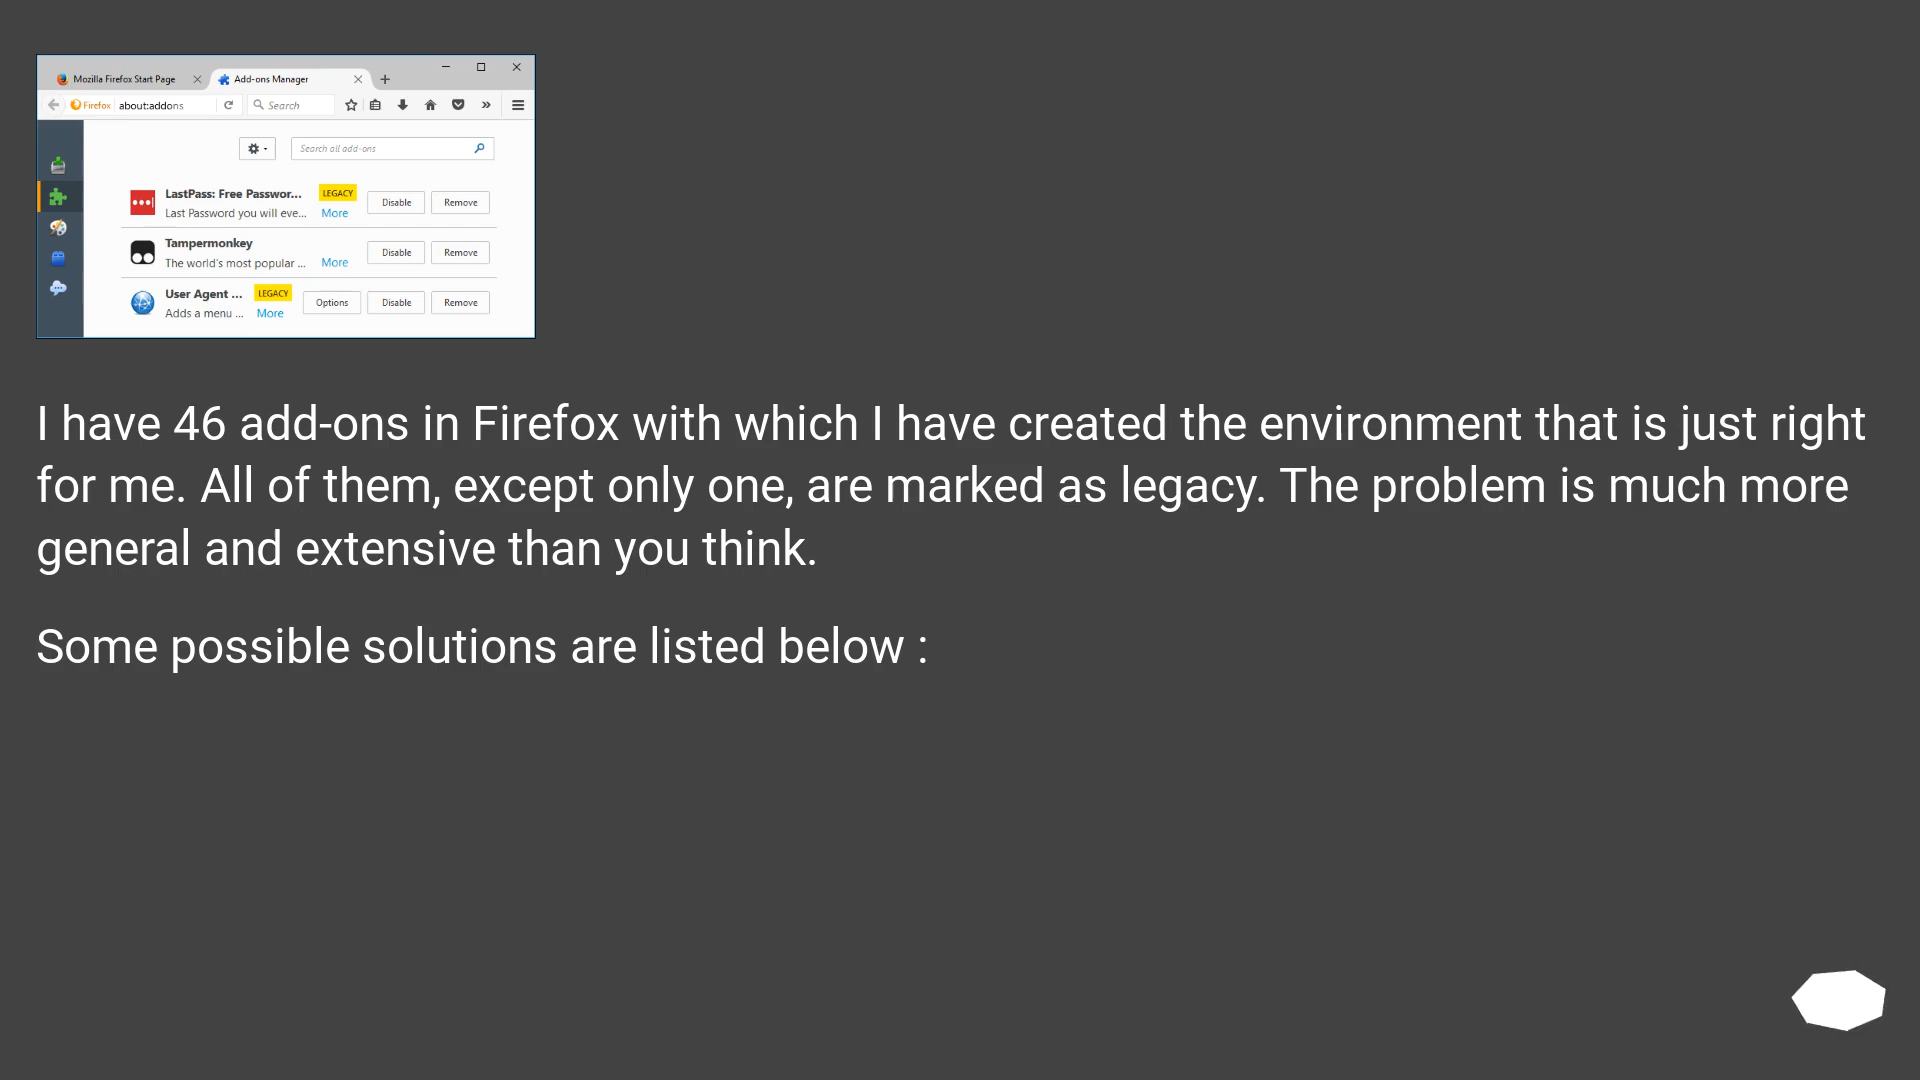 Mozilla Firefox Start Page
Add-ons Manager
Firefox about:addons
Search
Search all add-ons
LastPass: Free Passwor... LEGACY
Last Password you will eve... More
Disable Remove
Tampermonkey
The world's most popular ... More
Disable Remove
User Agent ... LEGACY
Adds a menu ... More
Options Disable Remove
I have 46 add-ons in Firefox with which I have created the environment that is just right
for me. All of them, except only one, are marked as legacy. The problem is much more
general and extensive than you think.
Some possible solutions are listed below :